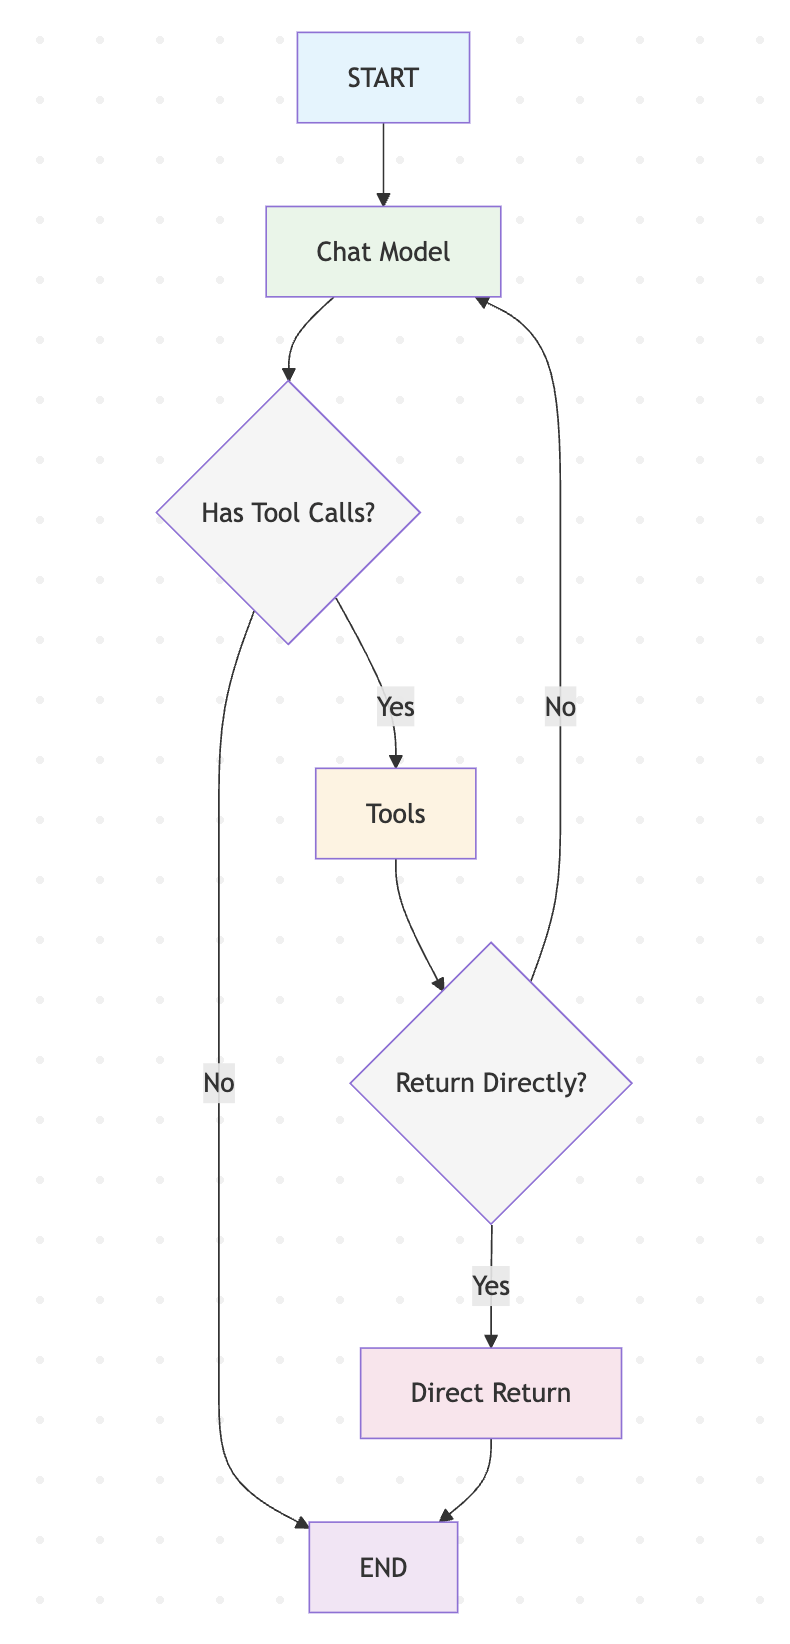 START
Chat Model
Has Tool Calls?
Yes
No
Tools
No
Return Directly?
Yes
Direct Return
END